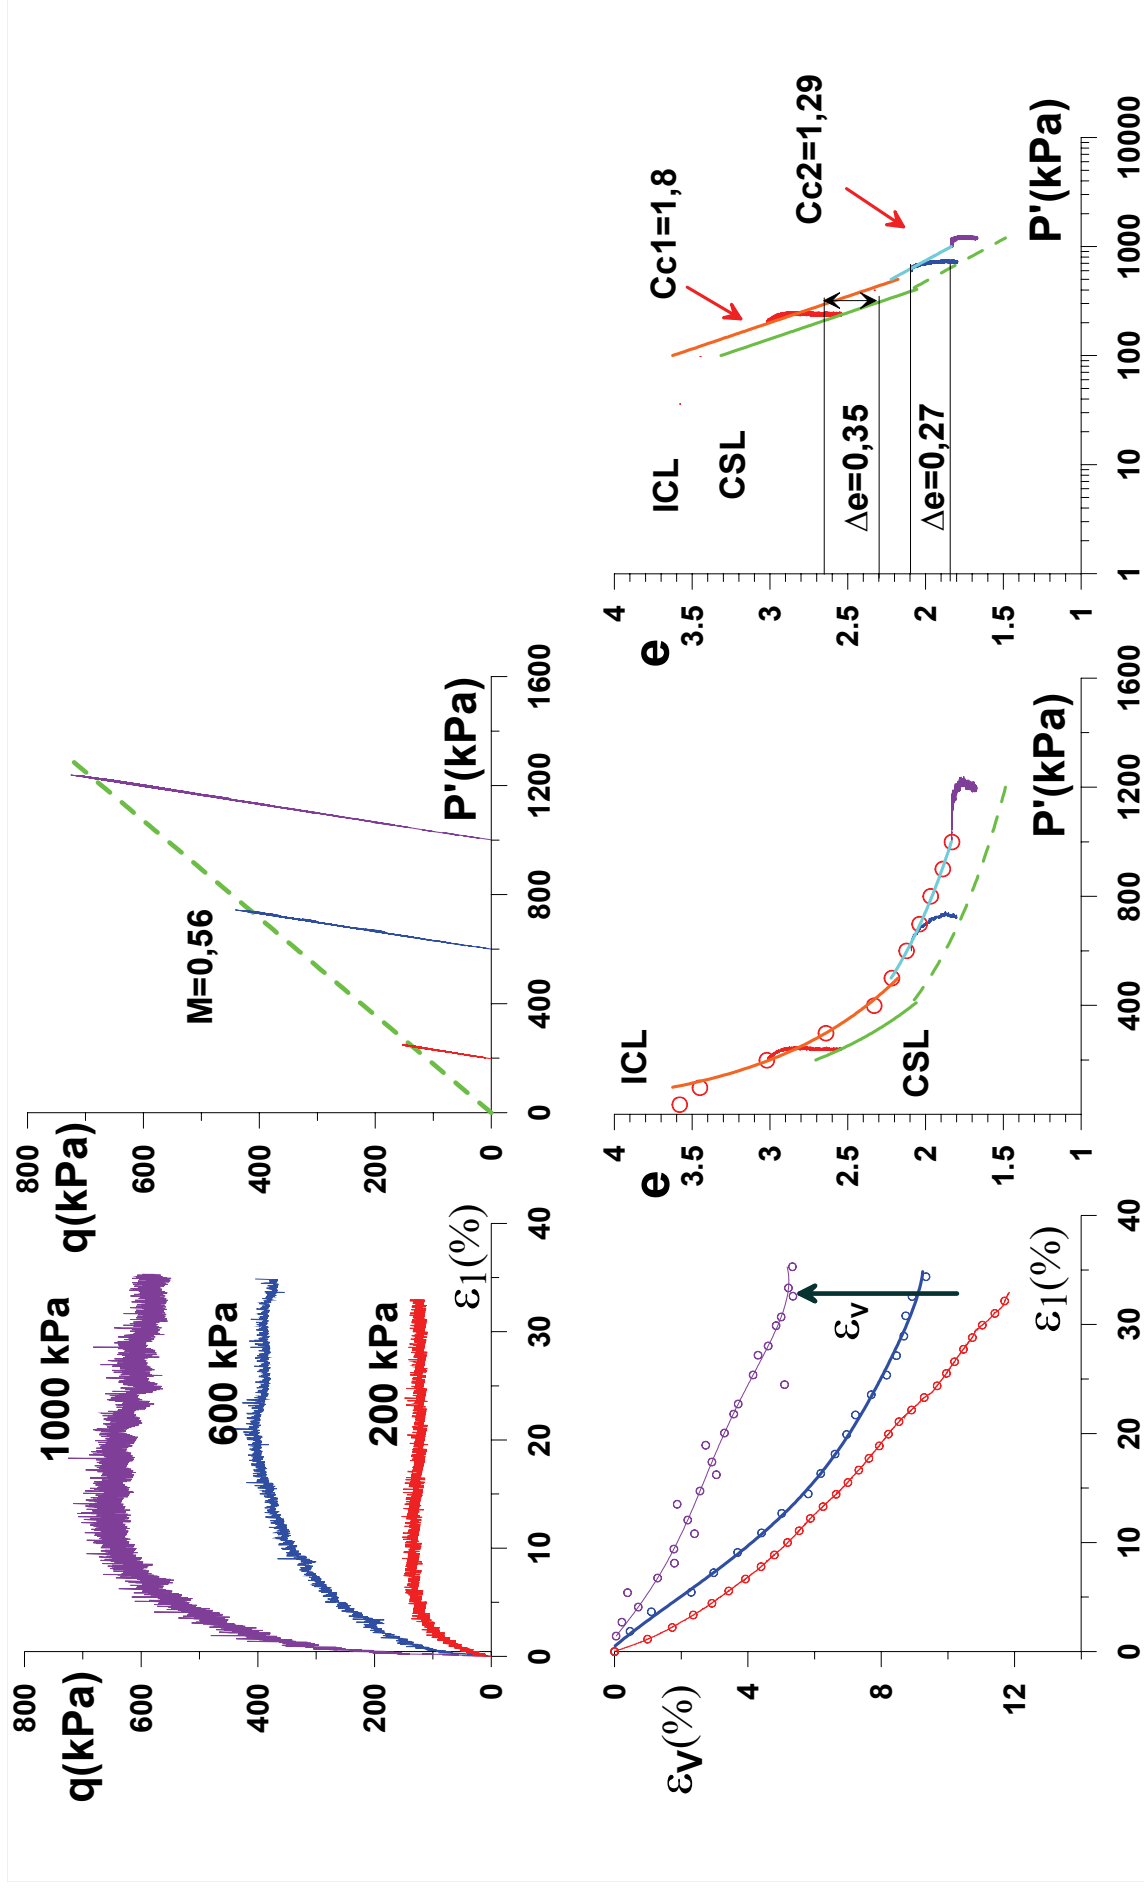 q(kPa)
800
600
400
200
0
1000 kPa
600 kPa
200 kPa
0
10
20
30
40
ε1(%)
q(kPa)
800
600
400
200
0
M=0,56
0
400
800
1200
1600
P'(kPa)
εv(%)
0
4
8
12
εv
0
10
20
30
40
ε1(%)
e
4
3.5
3
2.5
2
1.5
1
ICL
CSL
400
800
1200
1600
P'(kPa)
e
4
3.5
3
2.5
2
1.5
1
ICL
CSL
Cc1=1,8
Cc2=1,29
Δe=0,35
Δe=0,27
1
10
100
1000
10000
P'(kPa)